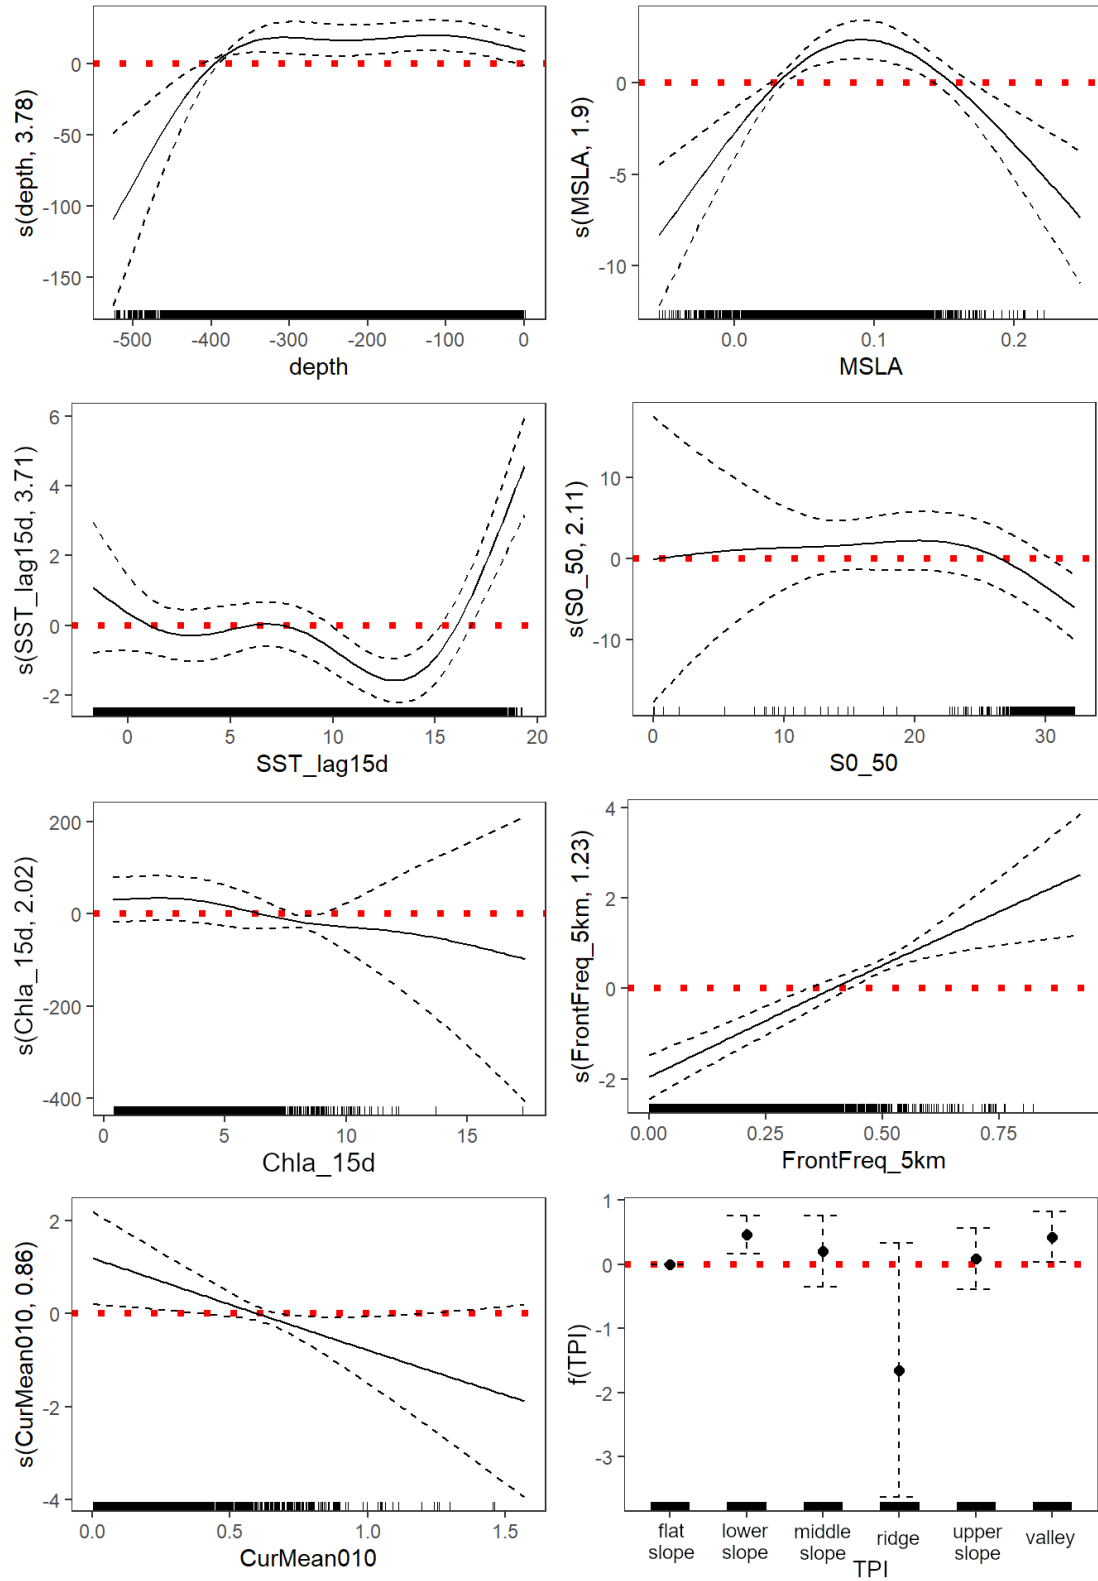 s(depth, 3.78)
0
-50
-100
-150
-500 -400 -300 -200 -100 0
depth
s(MSLA, 1.9)
0
-5
-10
0.0 0.1 0.2
MSLA
s(SST_lag15d, 3.71)
6
4
2
0
-2
0 5 10 15 20
SST_lag15d
s(S0_50, 2.11)
10
0
-10
0 10 20 30
S0_50
s(Chla_15d, 2.02)
200
0
-200
-400
0 5 10 15
Chla_15d
s(FrontFreq_5km, 1.23)
4
2
0
-2
0.00 0.25 0.50 0.75
FrontFreq_5km
s(CurMean010, 0.86)
2
0
-2
-4
0.0 0.5 1.0 1.5
CurMean010
f(TPI)
1
0
-1
-2
-3
flat lower middle ridge upper valley
slope slope slope slope
TPI